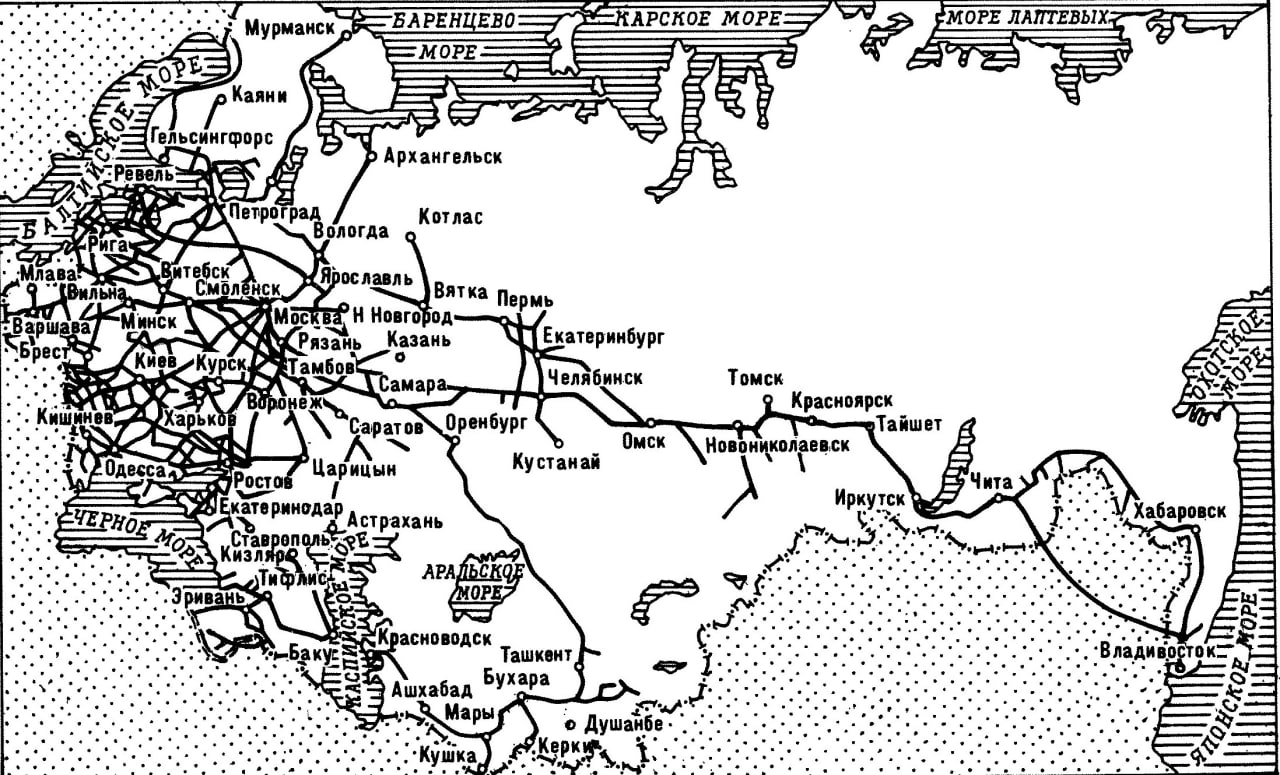 БАРЕНЦЕВО
МОРЕ
КАРСКОЕ МОРЕ
МОРЕ ЛАПТЕВЫХ
Мурманск
БАЛТИЙСКОЕ МОРЕ
Каяни
Гельсингфорс
Архангельск
Ревель
Петроград
Котлас
Вологда
Рига
Млава
Витебск
Ярославль
Вильна
Смоленск
Вятка
Пермь
Варшава
Минск
Москва
Н Новгород
Рязань
Казань
Екатеринбург
Брест
Киев
Курск
Тамбов
Самара
Челябинск
Томск
Красноярск
ОХОТСКОЕ
МОРЕ
Кишинев
Харьков
Воронеж
Саратов
Оренбург
Омск
Новониколаевск
Тайшет
Кустанай
Одесса
Ростов
Царицын
Иркутск
Чита
Хабаровск
Екатеринодар
Астрахань
ЧЕРНОЕ МОРЕ
Ставрополь
Кизляр
Тифлис
АРАЛЬСКОЕ
МОРЕ
Эривань
Баку
КАСПИЙСКОЕ МОРЕ
Красноводск
Ташкент
Бухара
Владивосток
Ашхабад
Мары
Душанбе
Кушка
Керки
ЯПОНСКОЕ МОРЕ